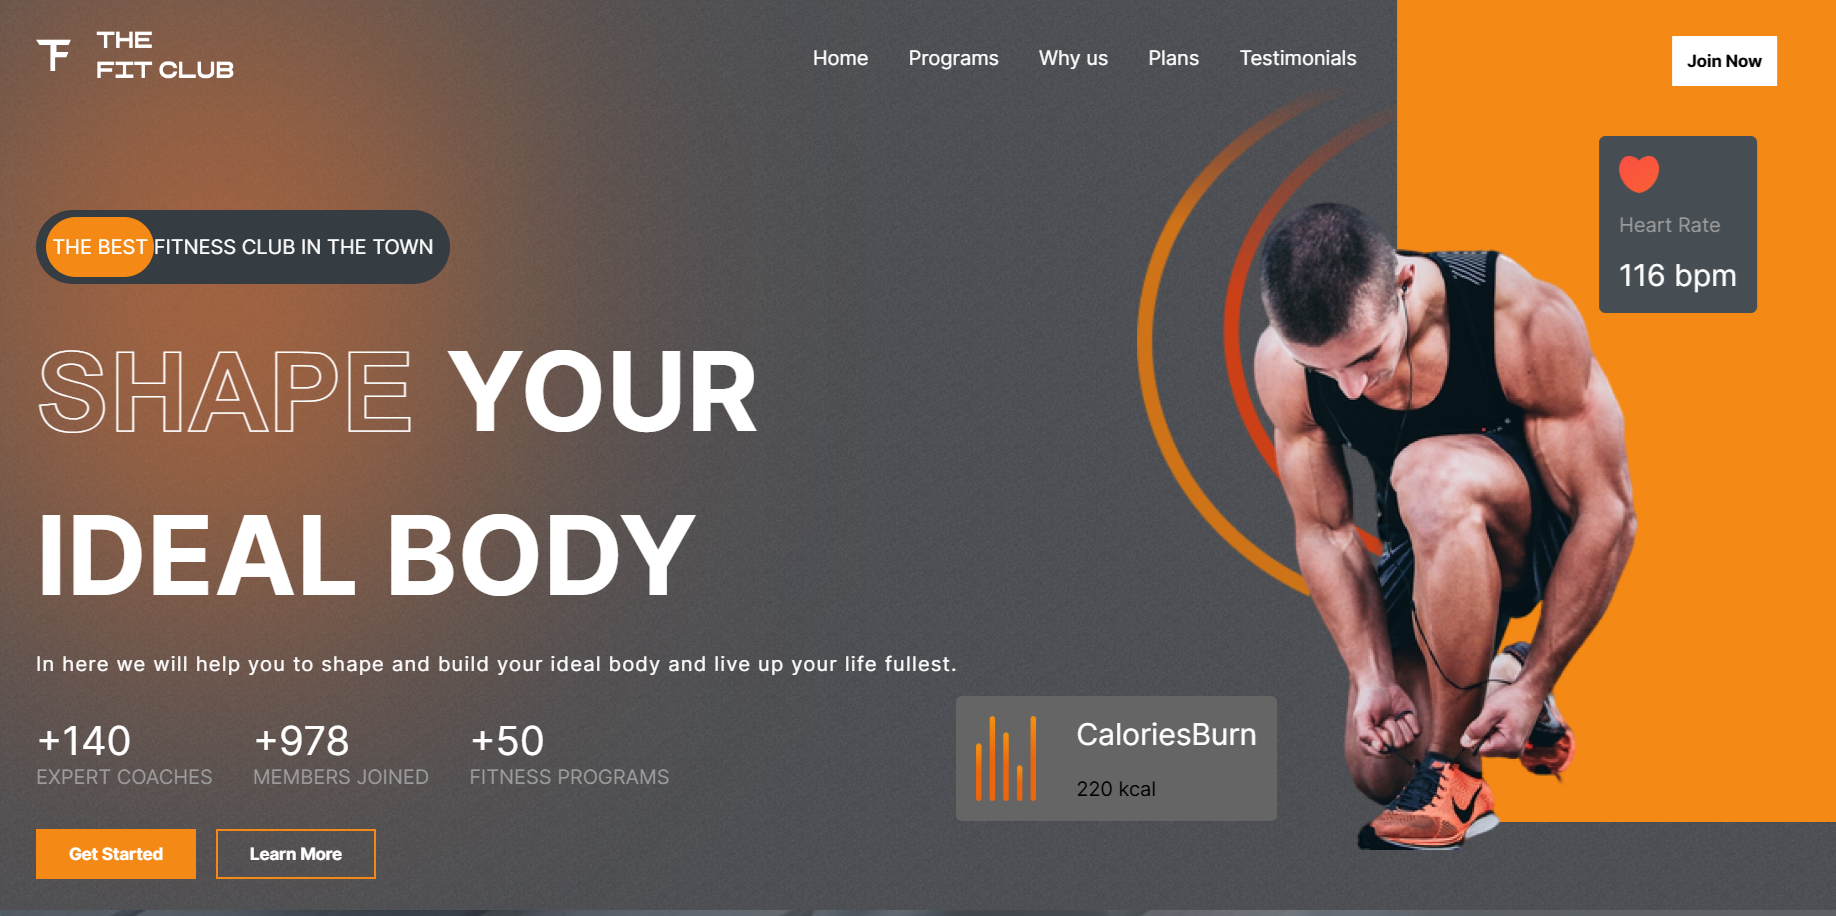 THE
FIT CLUB
Home Programs Why us Plans Testimonials
Join Now
Heart Rate
116 bpm
THE BEST FITNESS CLUB IN THE TOWN
SHAPE YOUR
IDEAL BODY
In here we will help you to shape and build your ideal body and live up your life fullest.
+140 +978 +50
EXPERT COACHES MEMBERS JOINED FITNESS PROGRAMS
CaloriesBurn
220 kcal
Get Started Learn More